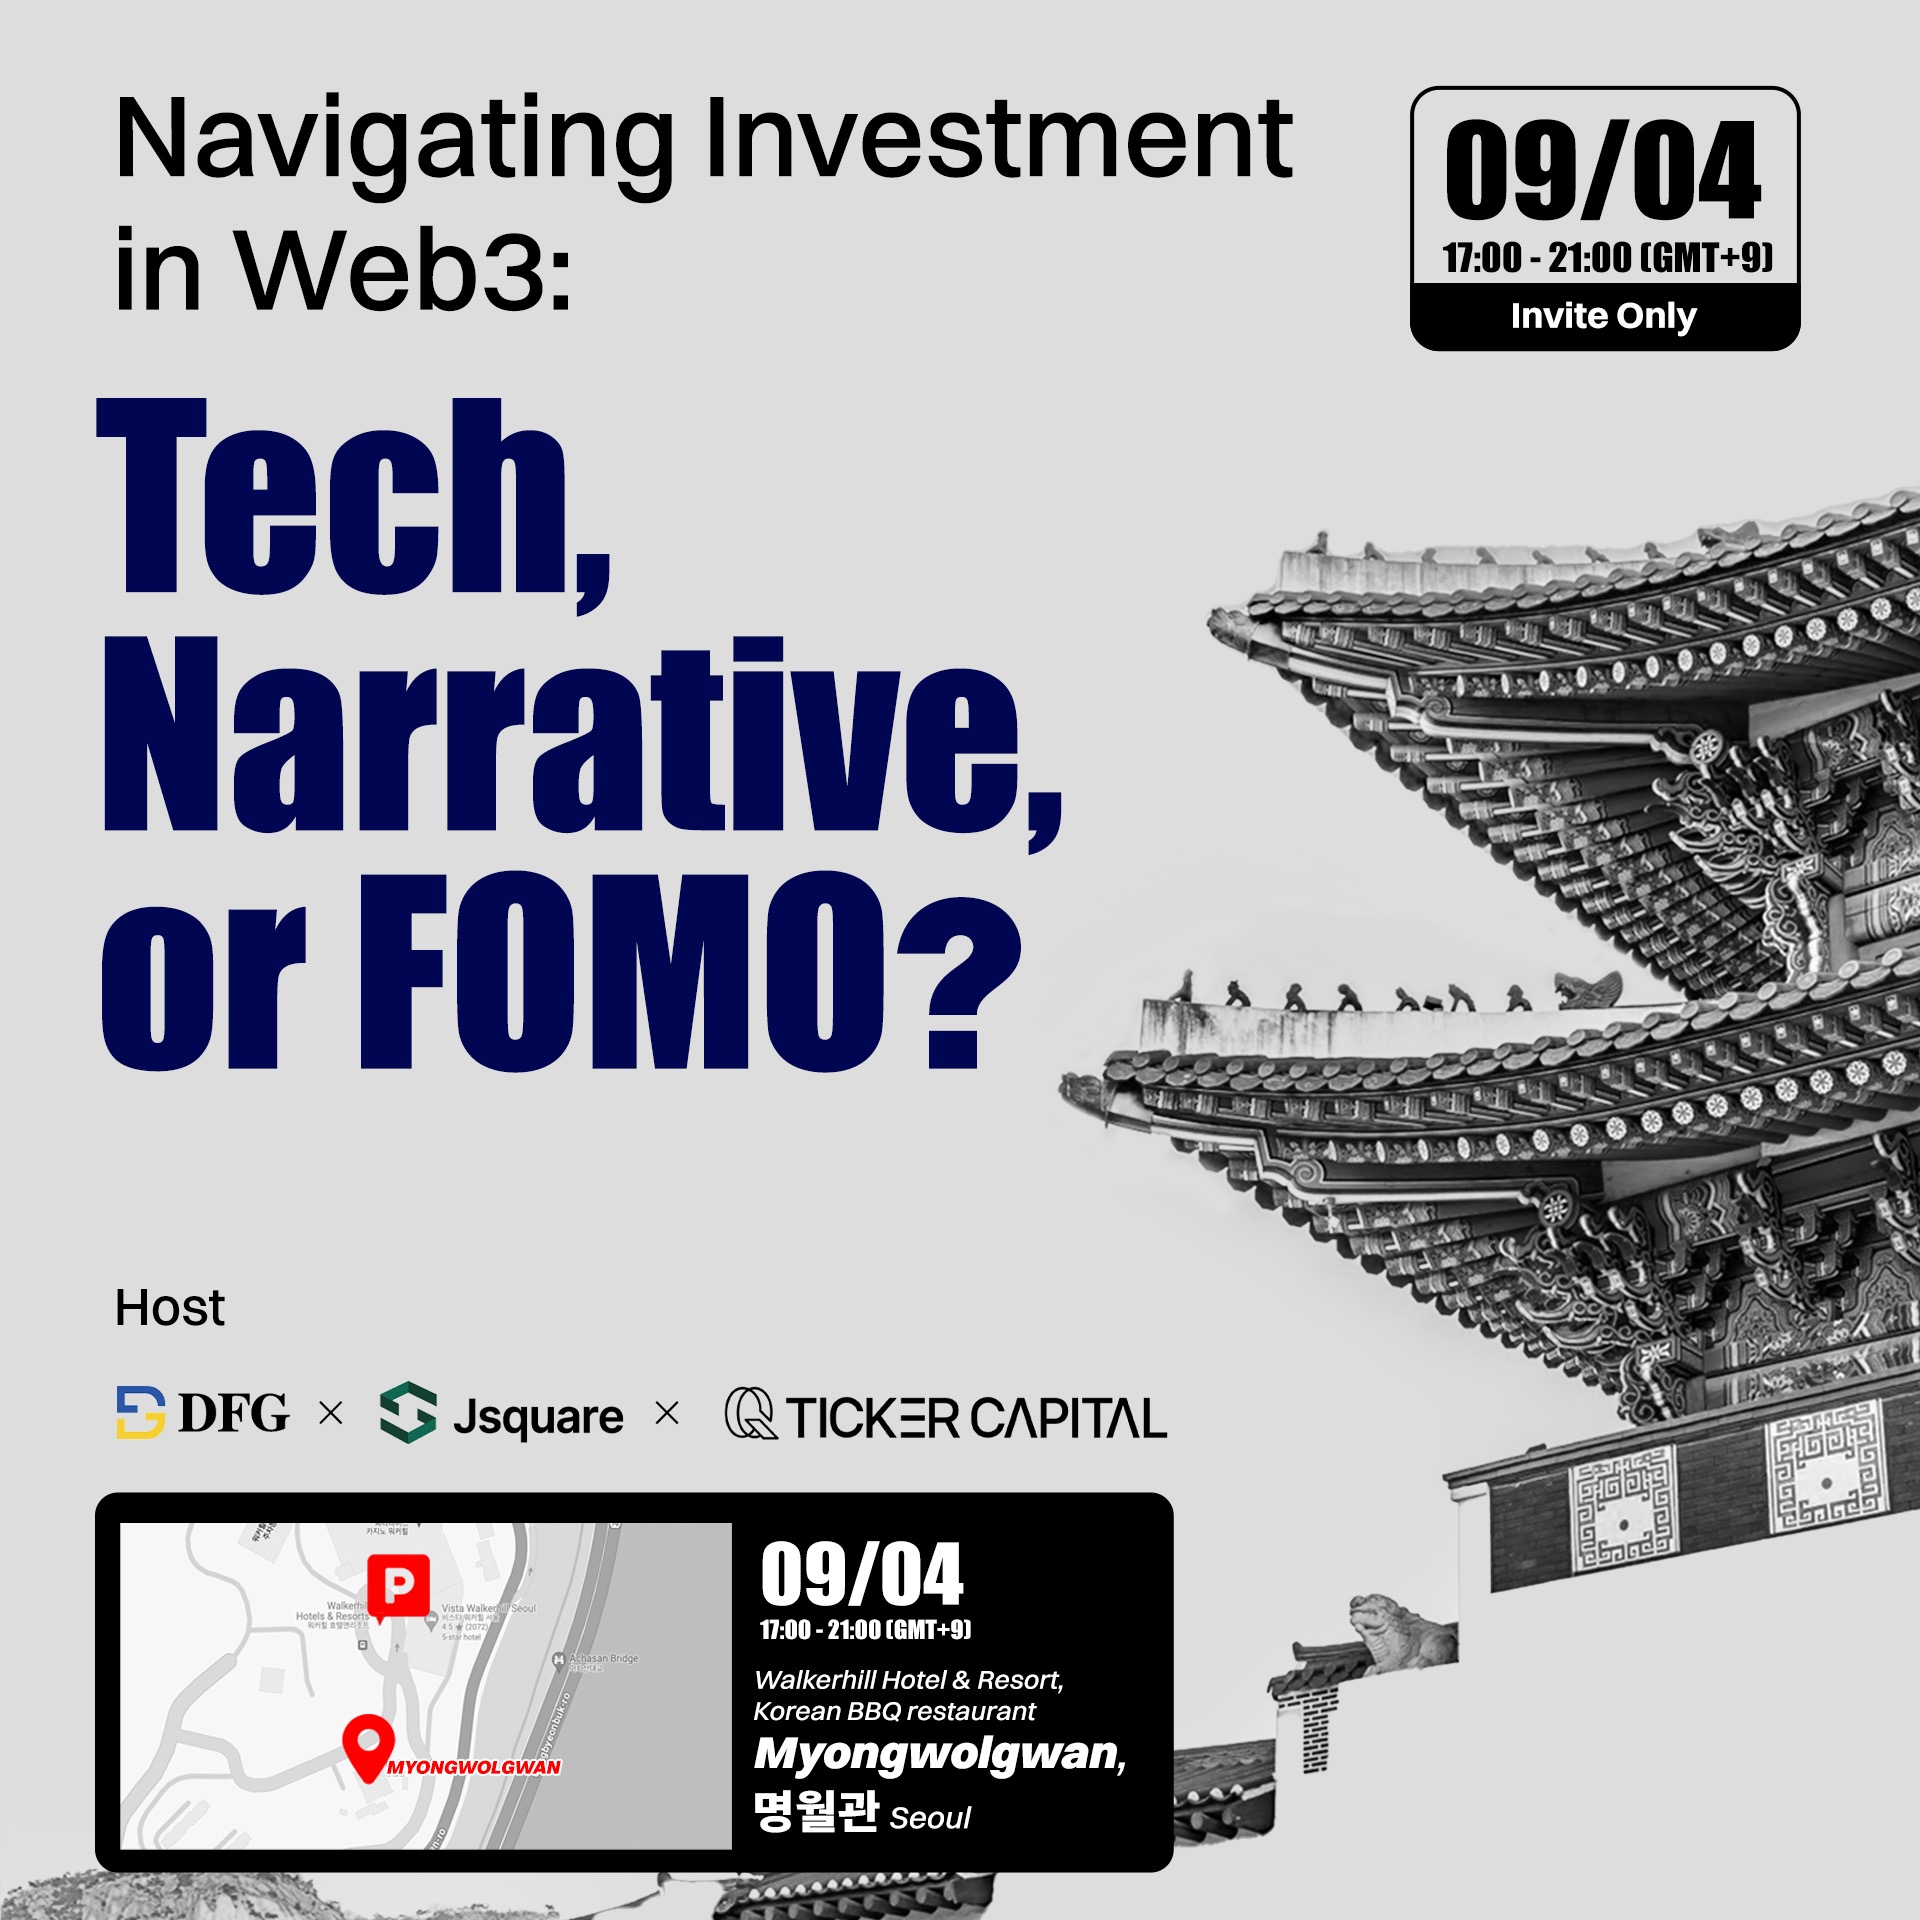 Navigating Investment
in Web3:
09/04
17:00 - 21:00 (GMT+9)
Invite Only
Tech,
Narrative,
or FOMO?
Host
DFG × Jsquare × TICKER CAPITAL
카지노 워커힐
P
Walkerhill
Hotels & Resorts
워커힐 호텔앤리조트
Vista Walkerhill Seoul
비스타 워커힐 서울
4.5 ★ (2072)
5-star hotel
Achasan Bridge
아차산대교
MYONGWOLGWAN
09/04
17:00 - 21:00 (GMT+9)
Walkerhill Hotel & Resort,
Korean BBQ restaurant
Myongwolgwan,
명월관 Seoul